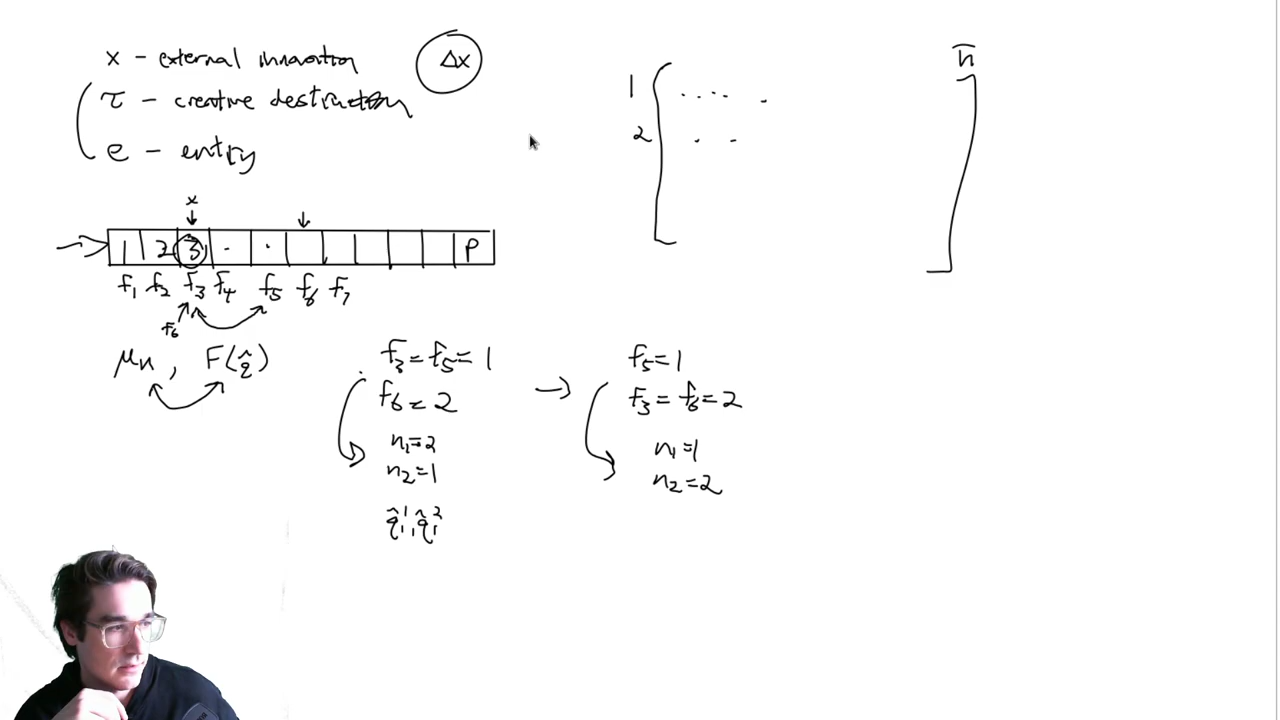 x – external innovation Δx
τ – creative destruction
e – entry
x
1 2 3 · · P
f₁ f₂ f₃ f₄ f₅ f₆ f₇
f₆
μn, F(q̂)
f₃ = f₅ = 1
f₆ = 2
n₁=2
n₂=1
q̂₁¹, q̂₁²
f₅ = 1
f₃ = f₆ = 2
n₁=1
n₂=2
n̄
1
2